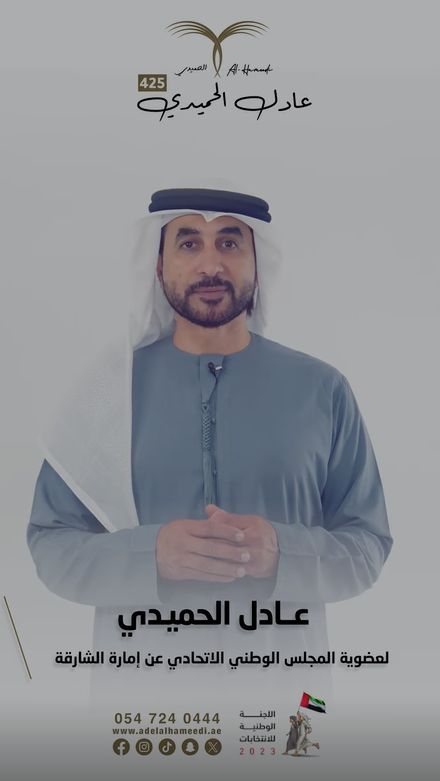 الحميدي Al-Hameedi
425
عادل الحميدي
عادل الحميدي
لعضوية المجلس الوطني الاتحادي عن إمارة الشارقة
054 724 0444
www.adelalhameedi.ae
اللجنة
الوطنية
للانتخابات
2023